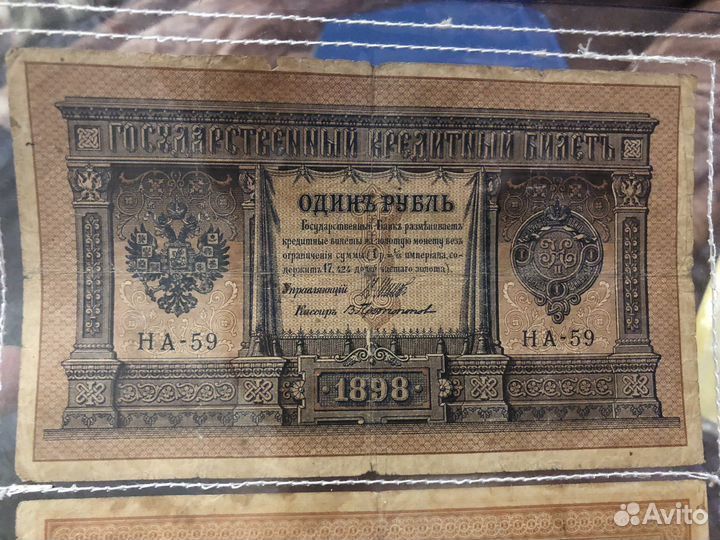 ГОСУДАРСТВЕННЫЙ КРЕДИТНЫЙ БИЛЕТЪ
ОДИНЪ РУБЛЬ
Государственный Банкъ размѣниваетъ
кредитные билеты на золотую монету безъ
ограниченія суммы (1 р. = 1/15 имперіала, со-
держитъ 17,424 долей чистаго золота).
Управляющій
Кассиръ
НА-59
НА-59
1898
Avito